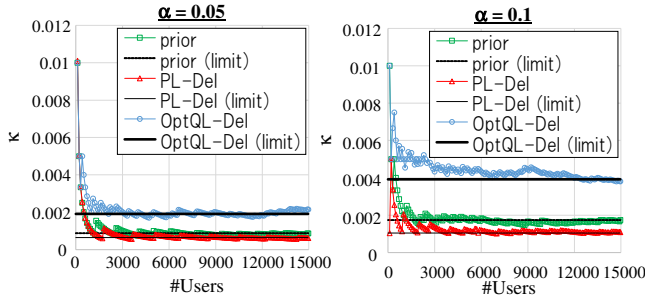 α = 0.05
0.012
0.01
0.008
0.006
0.004
0.002
0
κ
prior
prior (limit)
PL-Del
PL-Del (limit)
OptQL-Del
OptQL-Del (limit)
0 3000 6000 9000 12000 15000
#Users
α = 0.1
0.012
0.01
0.008
0.006
0.004
0.002
0
κ
prior
prior (limit)
PL-Del
PL-Del (limit)
OptQL-Del
OptQL-Del (limit)
0 3000 6000 9000 12000 15000
#Users